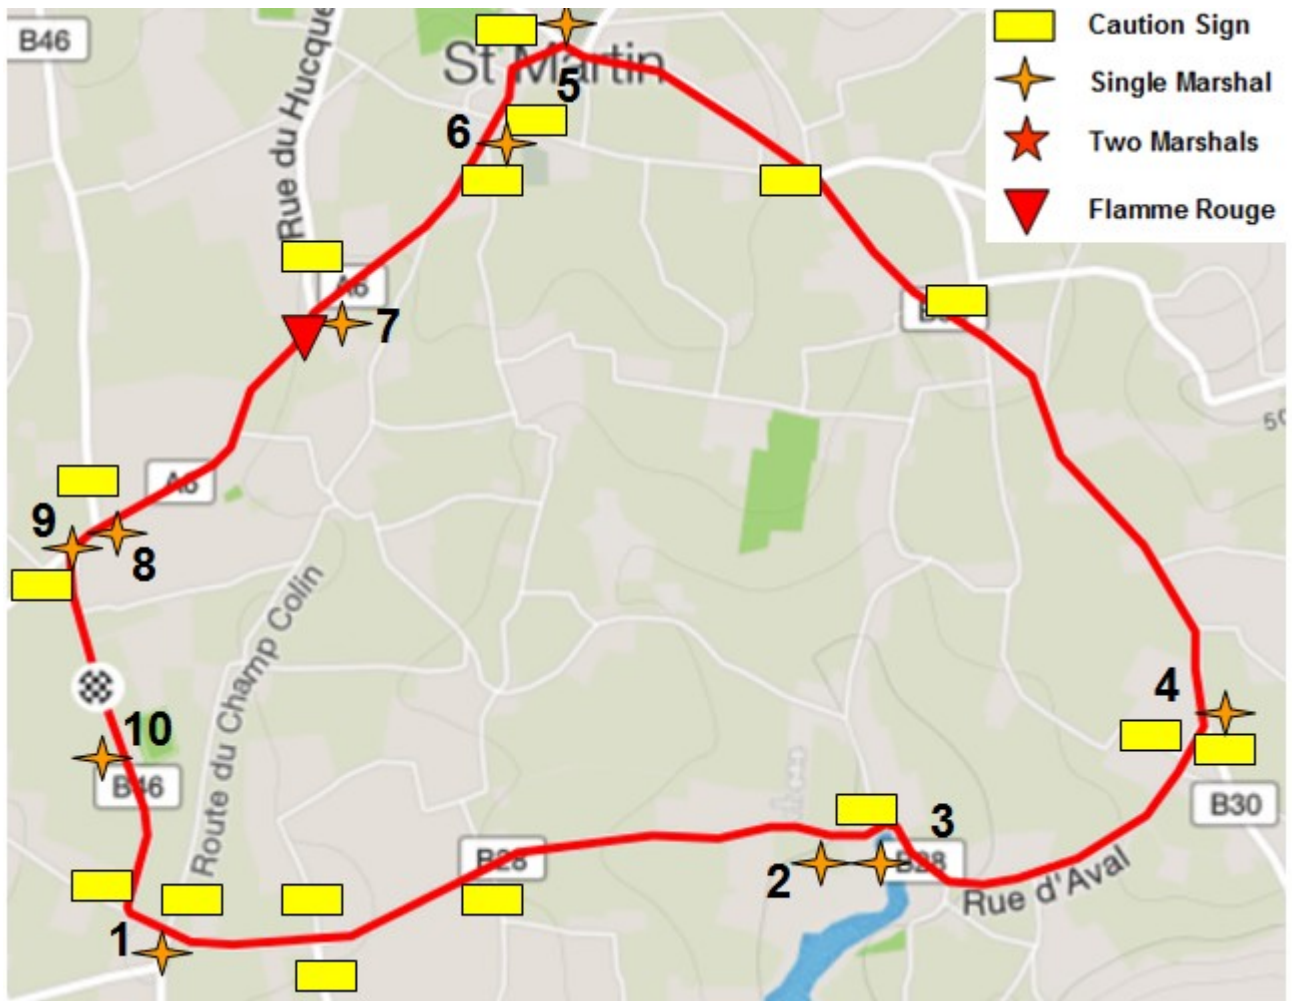 B46
Rue du Hucque
St Martin
5
6
Caution Sign
Single Marshal
Two Marshals
Flamme Rouge
A6
7
50
A6
9
8
Route du Champ Colin
4
10
B46
B30
3
B28
2
B28
Rue d'Aval
1